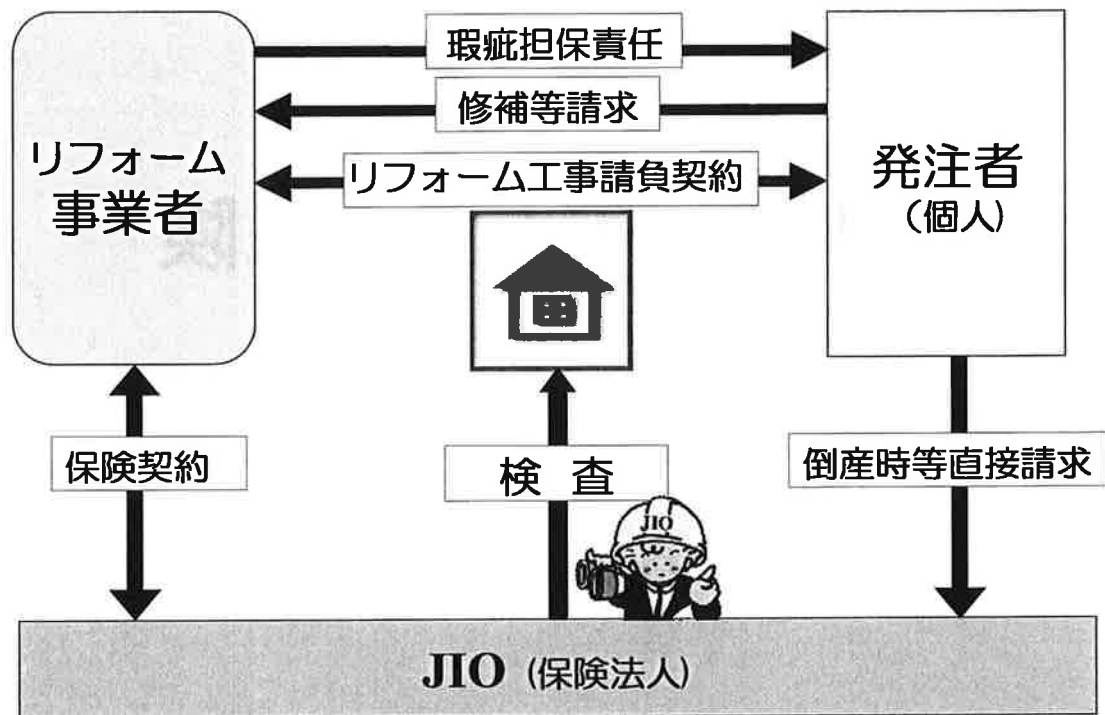 瑕疵担保責任
修補等請求
リフォーム工事請負契約
リフォーム
事業者
発注者
(個人)
保険契約
検 査
倒産時等直接請求
JIO
JIO (保険法人)